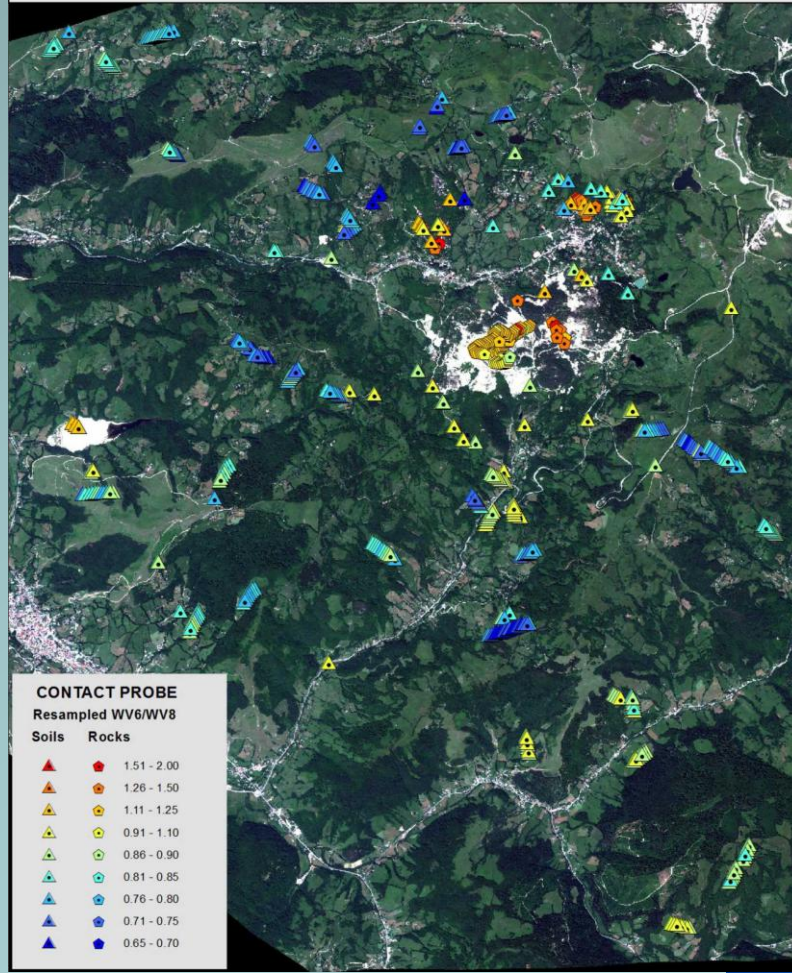 CONTACT PROBE
Resampled WV6/WV8
Soils Rocks
1.51 - 2.00
1.26 - 1.50
1.11 - 1.25
0.91 - 1.10
0.86 - 0.90
0.81 - 0.85
0.76 - 0.80
0.71 - 0.75
0.65 - 0.70